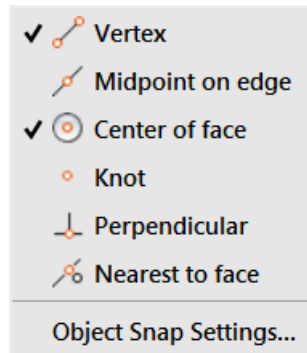 Vertex
Midpoint on edge
Center of face
Knot
Perpendicular
Nearest to face
Object Snap Settings...